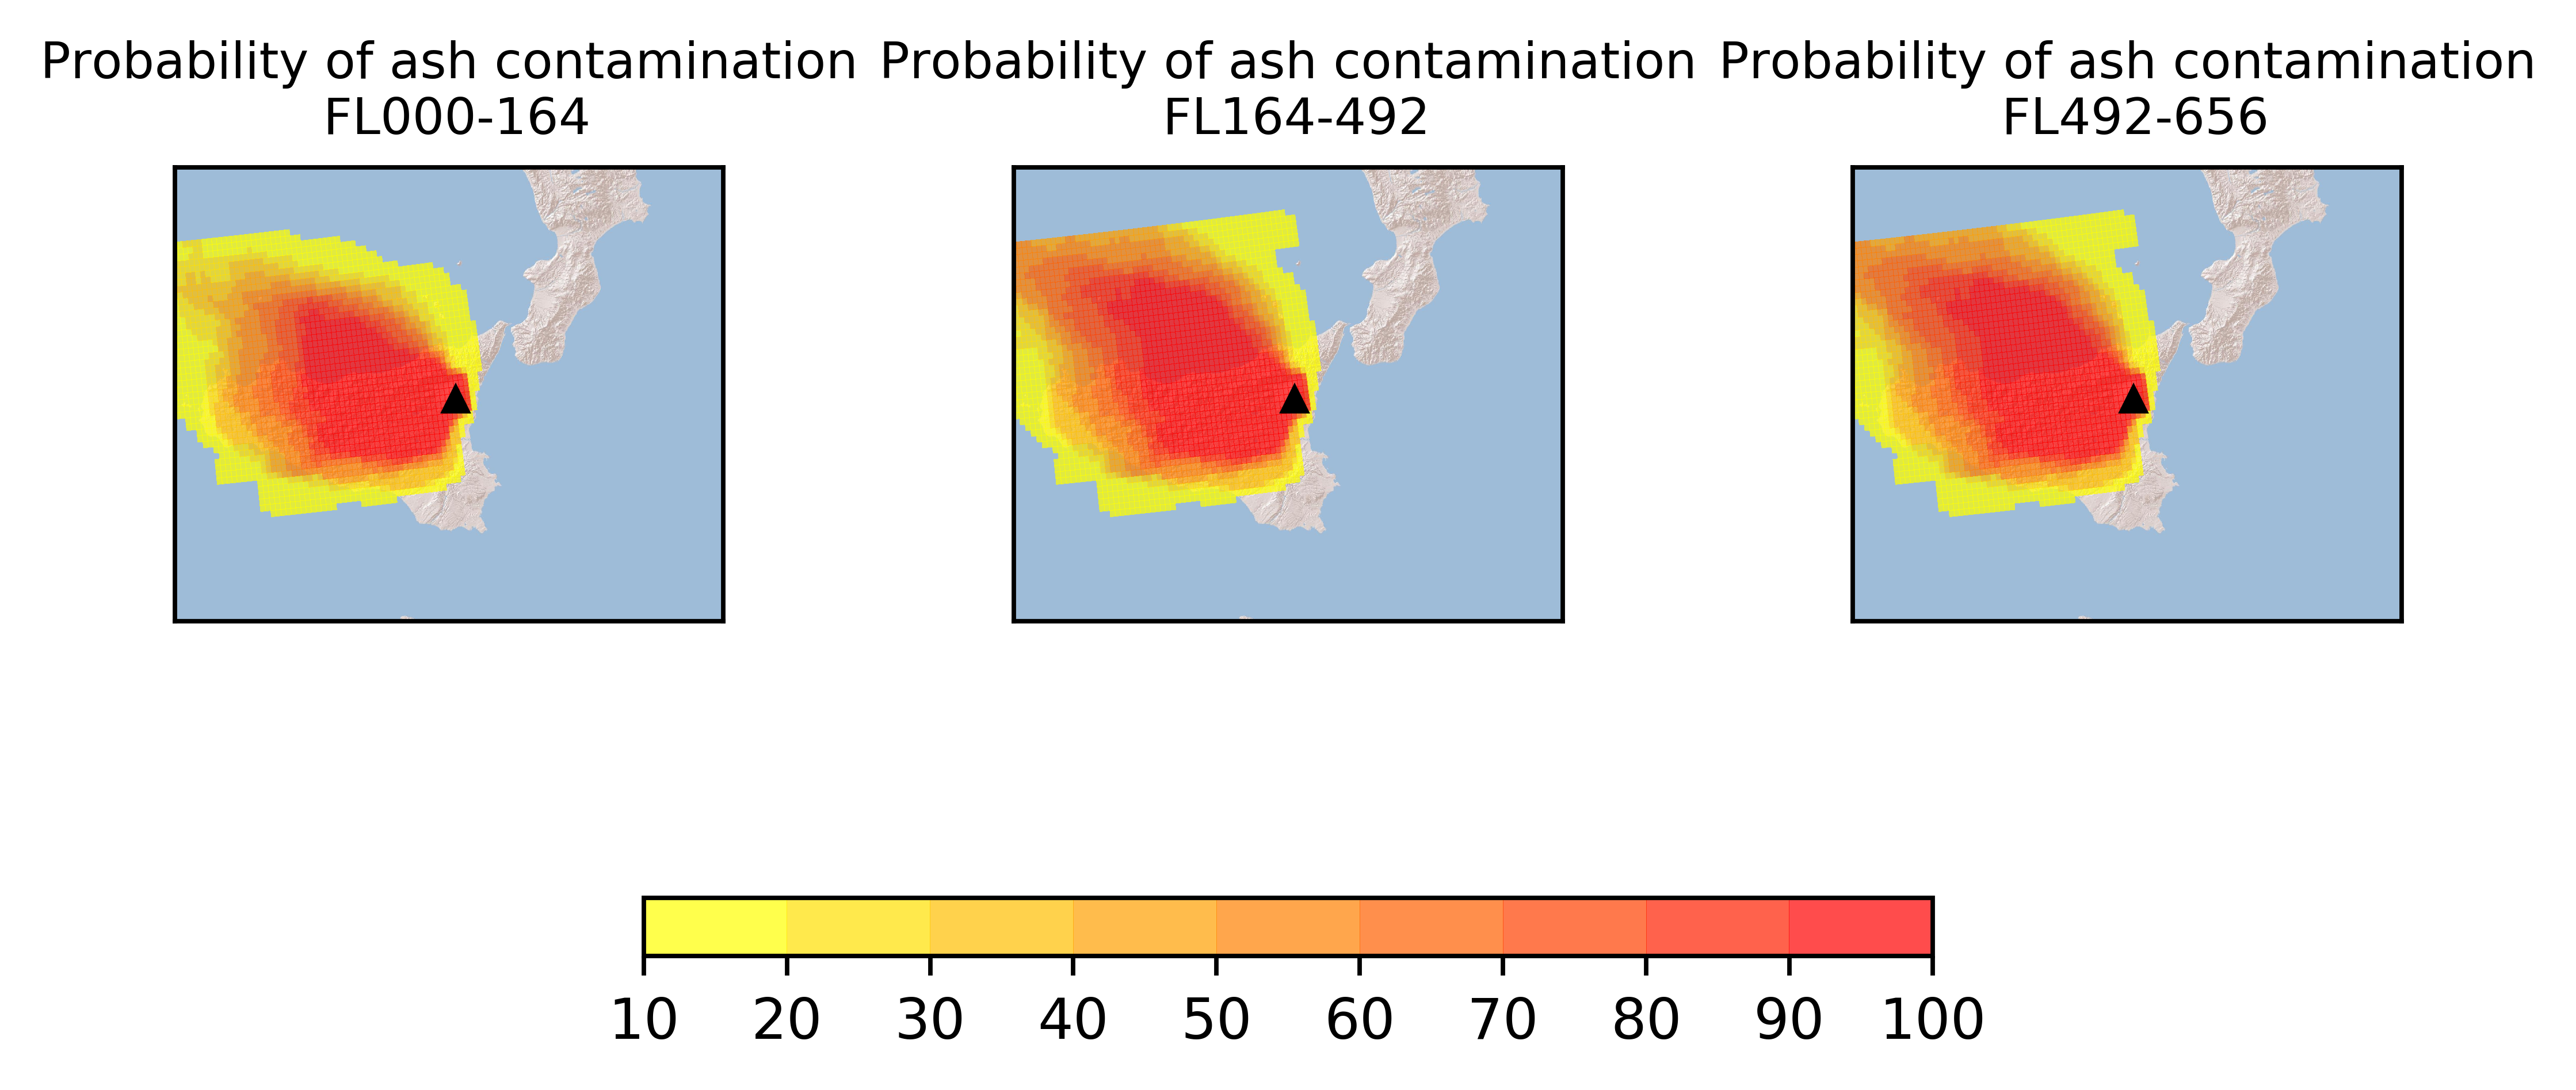 Probability of ash contamination
FL000-164
Probability of ash contamination
FL164-492
Probability of ash contamination
FL492-656
10 20 30 40 50 60 70 80 90 100